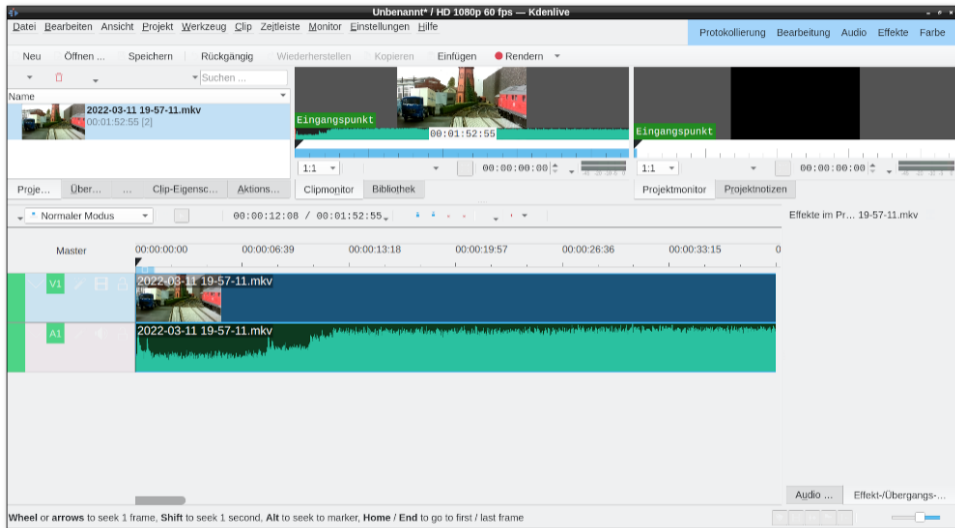 Unbenannt* / HD 1080p 60 fps — Kdenlive
Datei Bearbeiten Ansicht Projekt Werkzeug Clip Zeitleiste Monitor Einstellungen Hilfe
Protokollierung Bearbeitung Audio Effekte Farbe
Neu Öffnen ... Speichern Rückgängig Wiederherstellen Kopieren Einfügen Rendern
Suchen ...
Name
2022-03-11 19-57-11.mkv
00:01:52:55 [2]
Eingangspunkt
00:01:52:55
Eingangspunkt
1:1 00:00:00:00
1:1 00:00:00:00
Proje... Über... ... Clip-Eigensc... Aktions... Clipmonitor Bibliothek Projektmonitor Projektnotizen
Normaler Modus 00:00:12:08 / 00:01:52:55
Effekte im Pr... 19-57-11.mkv
Master 00:00:00:00 00:00:06:39 00:00:13:18 00:00:19:57 00:00:26:36 00:00:33:15 0
V1 2022-03-11 19-57-11.mkv
A1 2022-03-11 19-57-11.mkv
Audio ... Effekt-/Übergangs-...
Wheel or arrows to seek 1 frame, Shift to seek 1 second, Alt to seek to marker, Home / End to go to first / last frame